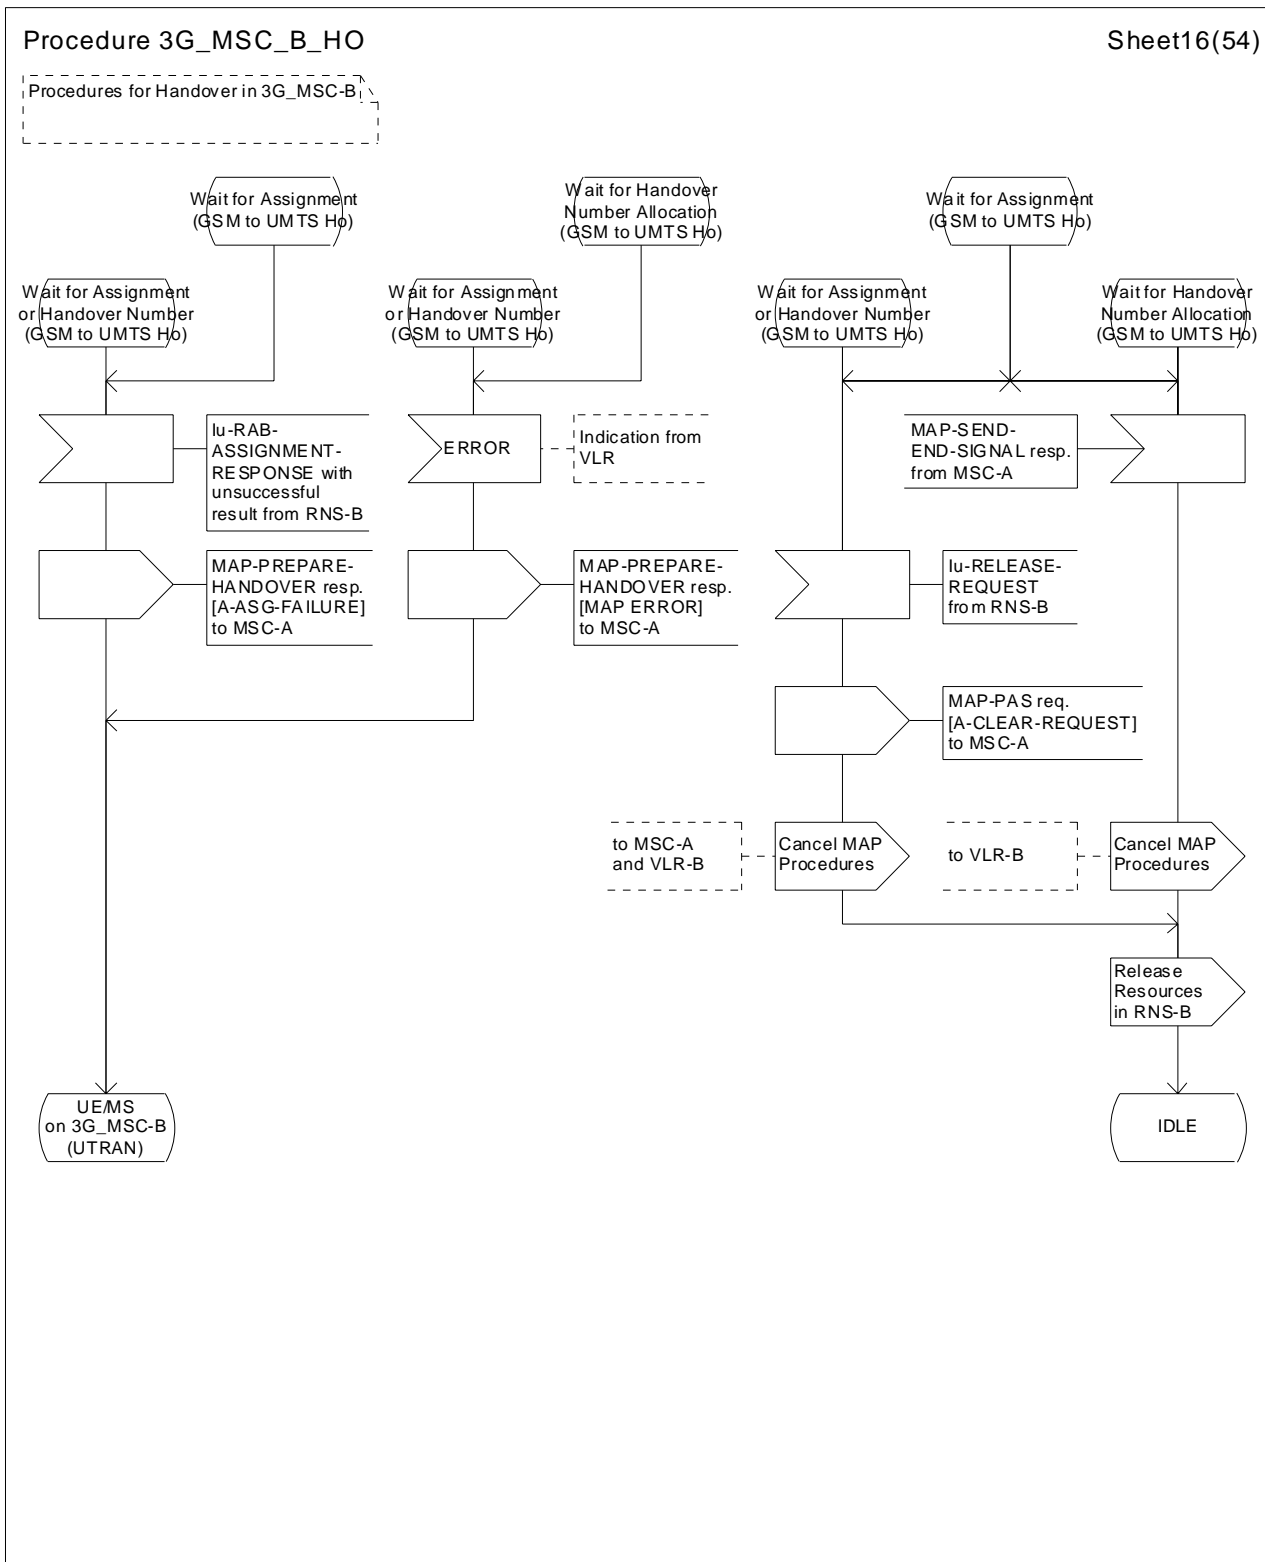 Procedure 3G_MSC_B_HO
Sheet16(54)
Procedures for Handover in 3G_MSC-B
Wait for Assignment
(GSM to UMTS Ho)
Wait for Handover
Number Allocation
(GSM to UMTS Ho)
Wait for Assignment
(GSM to UMTS Ho)
Wait for Assignment
or Handover Number
(GSM to UMTS Ho)
Wait for Assignment
or Handover Number
(GSM to UMTS Ho)
Wait for Assignment
or Handover Number
(GSM to UMTS Ho)
Wait for Handover
Number Allocation
(GSM to UMTS Ho)
Iu-RAB-
ASSIGNMENT-
RESPONSE with
unsuccessful
result from RNS-B
ERROR
Indication from
VLR
MAP-SEND-
END-SIGNAL resp.
from MSC-A
MAP-PREPARE-
HANDOVER resp.
[A-ASG-FAILURE]
to MSC-A
MAP-PREPARE-
HANDOVER resp.
[MAP ERROR]
to MSC-A
Iu-RELEASE-
REQUEST
from RNS-B
MAP-PAS req.
[A-CLEAR-REQUEST]
to MSC-A
to MSC-A
and VLR-B
Cancel MAP
Procedures
to VLR-B
Cancel MAP
Procedures
Release
Resources
in RNS-B
UE/MS
on 3G_MSC-B
(UTRAN)
IDLE